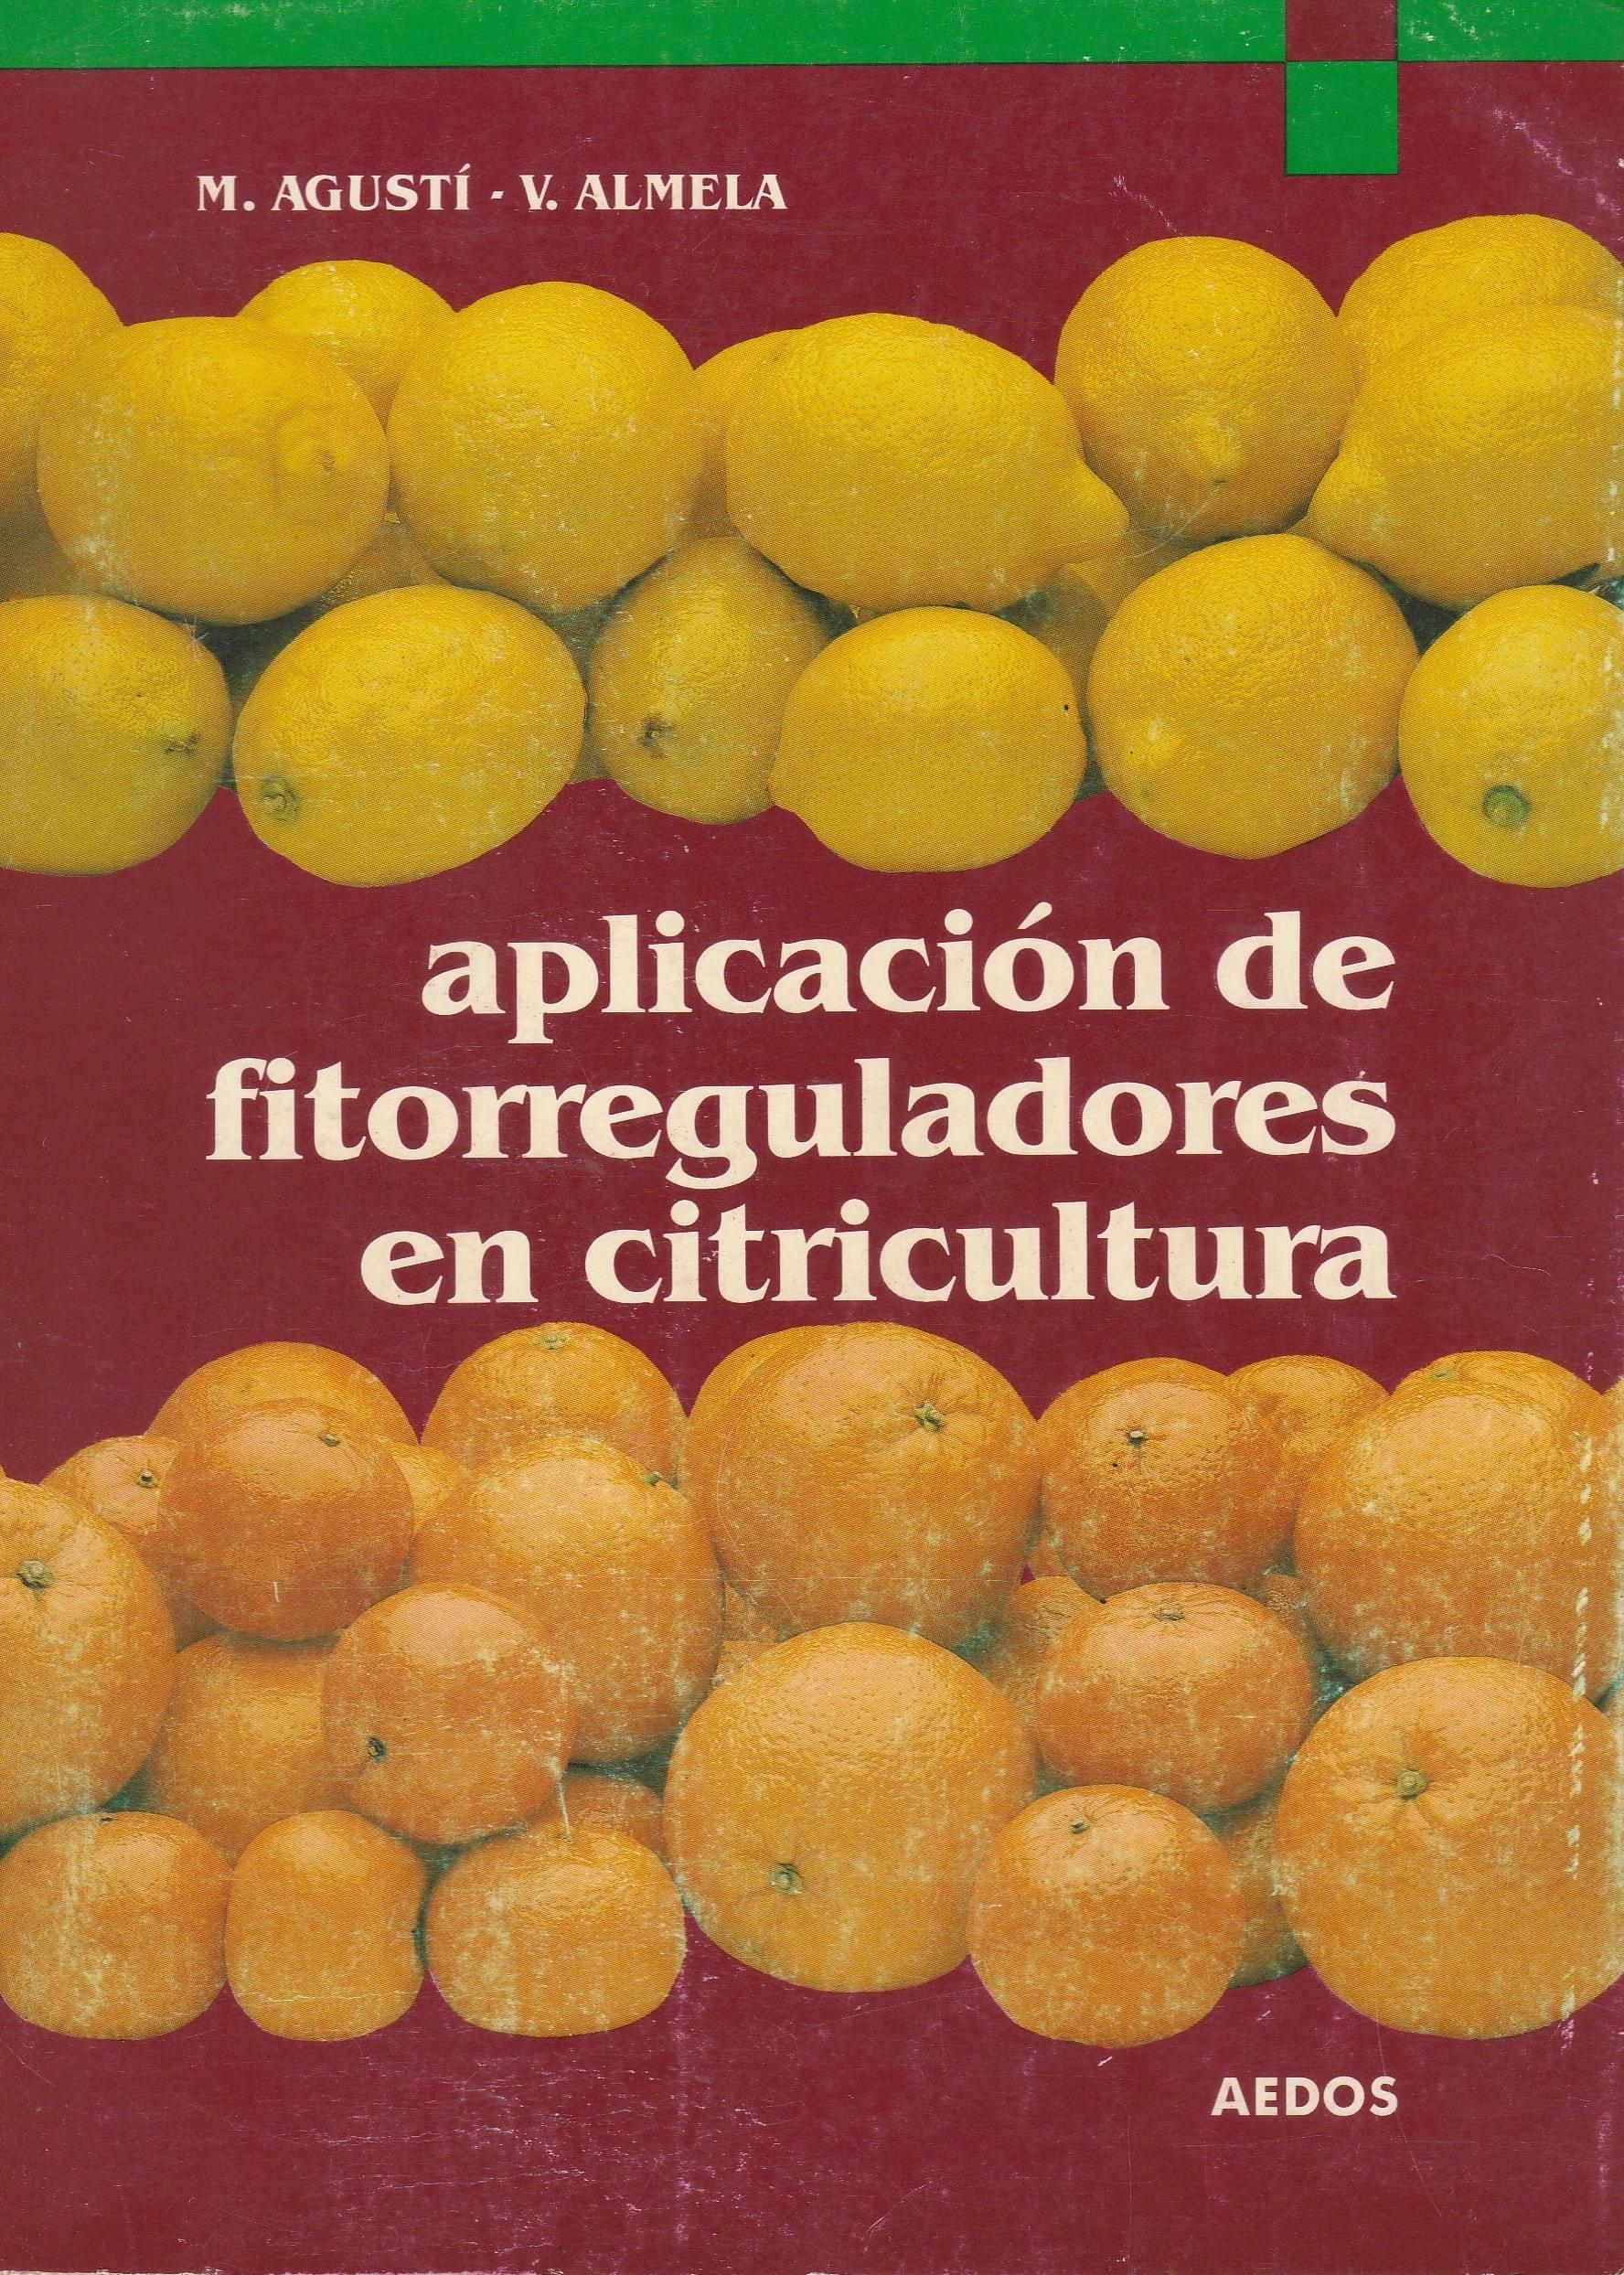 M. AGUSTÍ - V. ALMELA
aplicación de
fitorreguladores
en citricultura
AEDOS